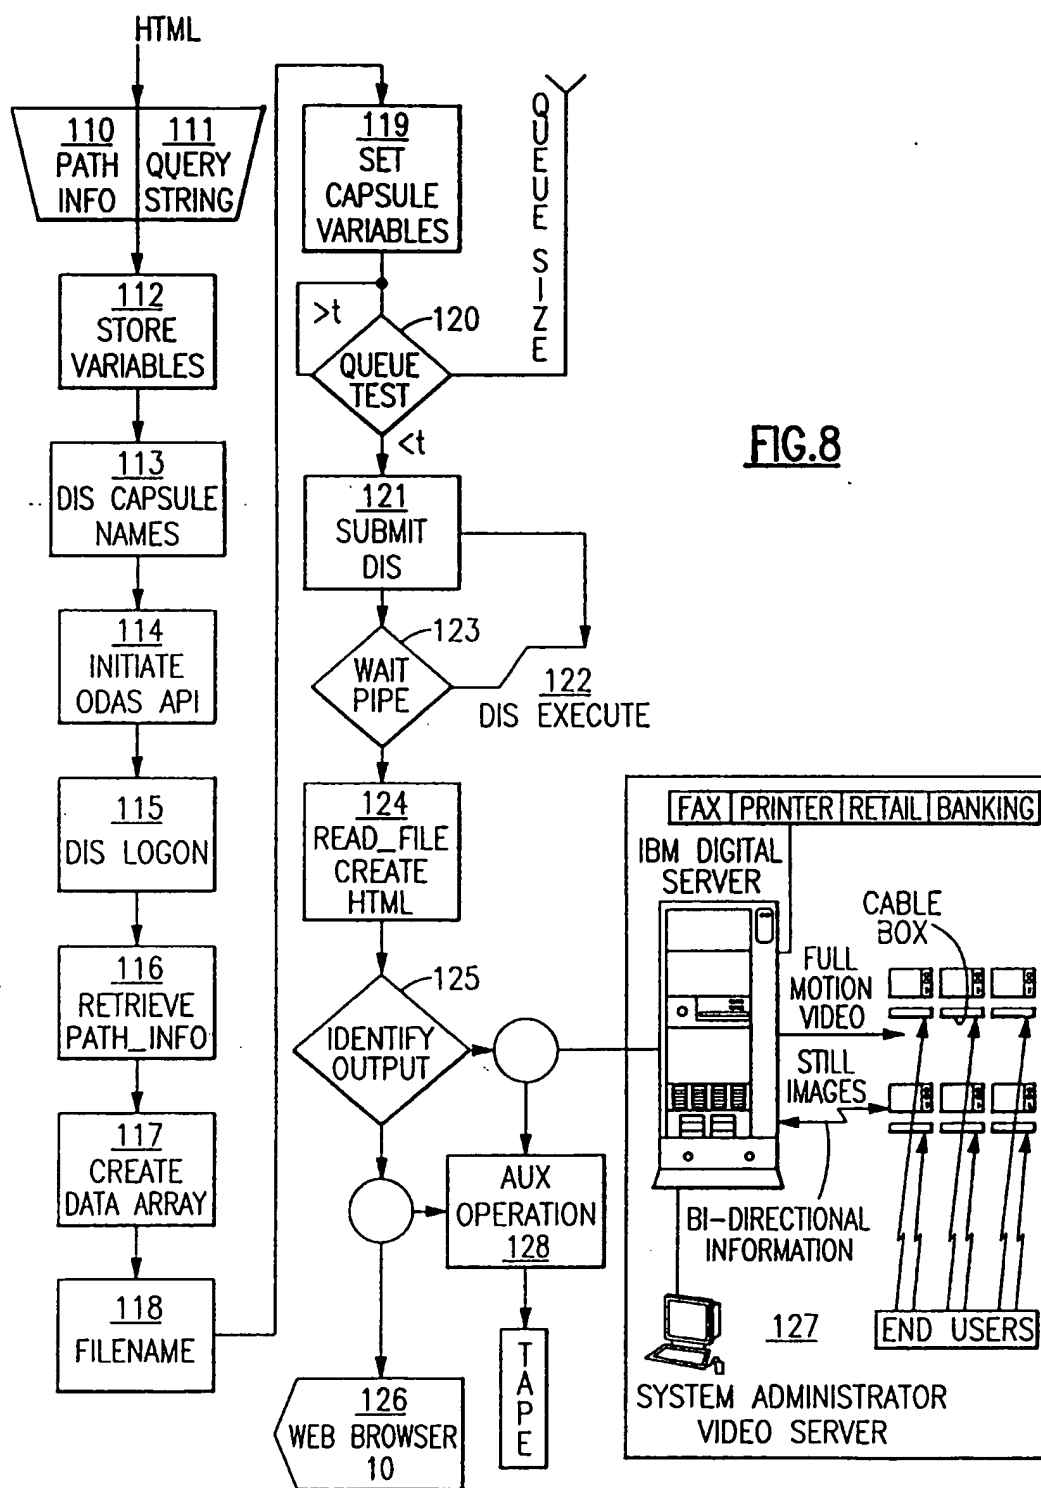 HTML
110
PATH
INFO
111
QUERY
STRING
112
STORE
VARIABLES
113
DIS CAPSULE
NAMES
114
INITIATE
ODAS API
115
DIS LOGON
116
RETRIEVE
PATH_INFO
117
CREATE
DATA ARRAY
118
FILENAME
119
SET
CAPSULE
VARIABLES
QUEUE SIZE
>t
120
QUEUE
TEST
<t
121
SUBMIT
DIS
123
WAIT
PIPE
122
DIS EXECUTE
124
READ_FILE
CREATE
HTML
125
IDENTIFY
OUTPUT
AUX
OPERATION
128
TAPE
126
WEB BROWSER
10
FIG.8
FAX PRINTER RETAIL BANKING
IBM DIGITAL
SERVER
CABLE
BOX
FULL
MOTION
VIDEO
STILL
IMAGES
BI-DIRECTIONAL
INFORMATION
127
END USERS
SYSTEM ADMINISTRATOR
VIDEO SERVER